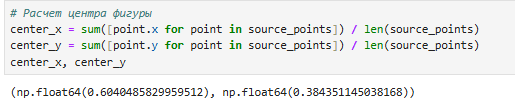 # Расчет центра фигуры
center_x = sum([point.x for point in source_points]) / len(source_points)
center_y = sum([point.y for point in source_points]) / len(source_points)
center_x, center_y
(np.float64(0.6040485829959512), np.float64(0.384351145038168))